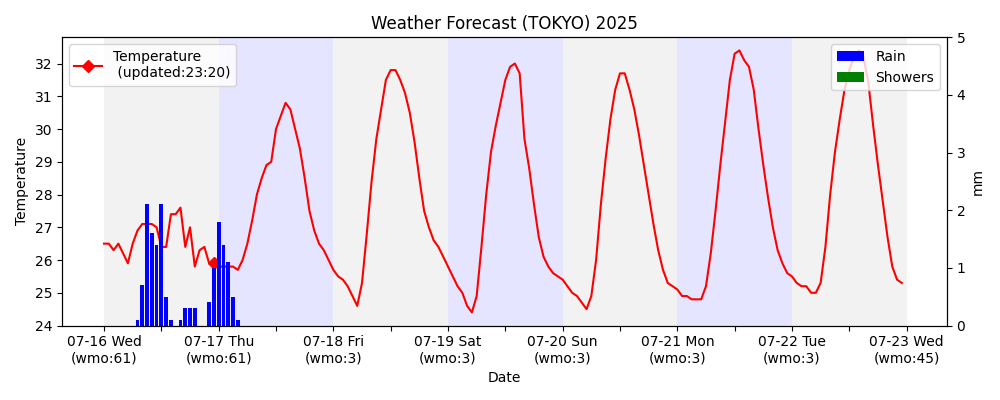 Weather Forecast (TOKYO) 2025
Temperature
(updated:23:20)
Rain
Showers
Temperature
32
31
30
29
28
27
26
25
24
5
4
3
2
1
0
mm
07-16 Wed
(wmo:61)
07-17 Thu
(wmo:61)
07-18 Fri
(wmo:3)
07-19 Sat
(wmo:3)
07-20 Sun
(wmo:3)
07-21 Mon
(wmo:3)
07-22 Tue
(wmo:3)
07-23 Wed
(wmo:45)
Date